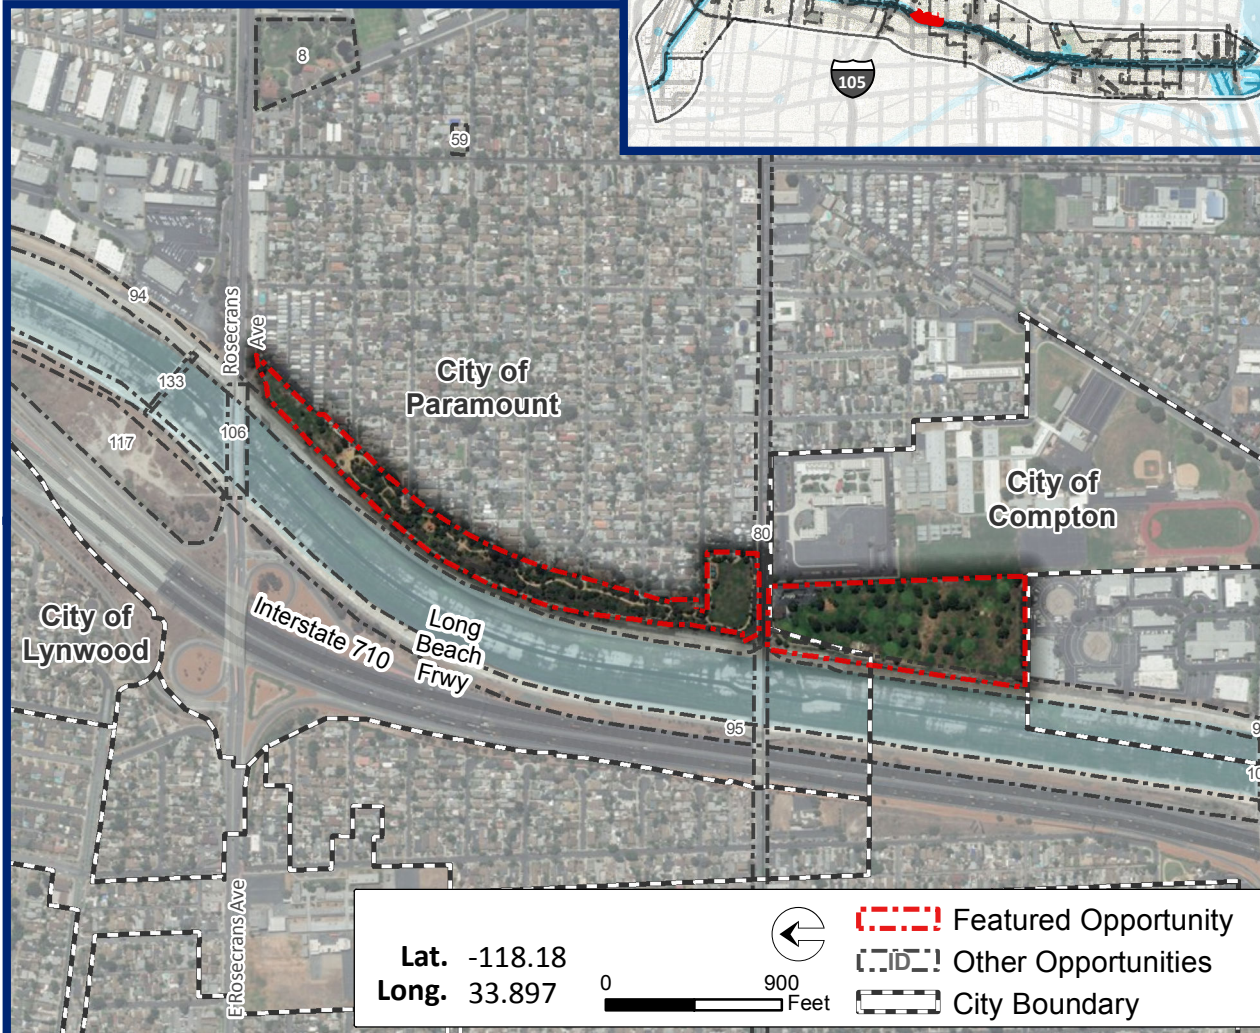 105
8
59
94
Rosecrans
Ave
133
117
106
City of
Paramount
City of
Compton
80
City of
Lynwood
Interstate 710
Long
Beach
Frwy
95
9
10
E Rosecrans Ave
Lat. -118.18
Long. 33.897
0 900
Feet
Featured Opportunity
ID Other Opportunities
City Boundary